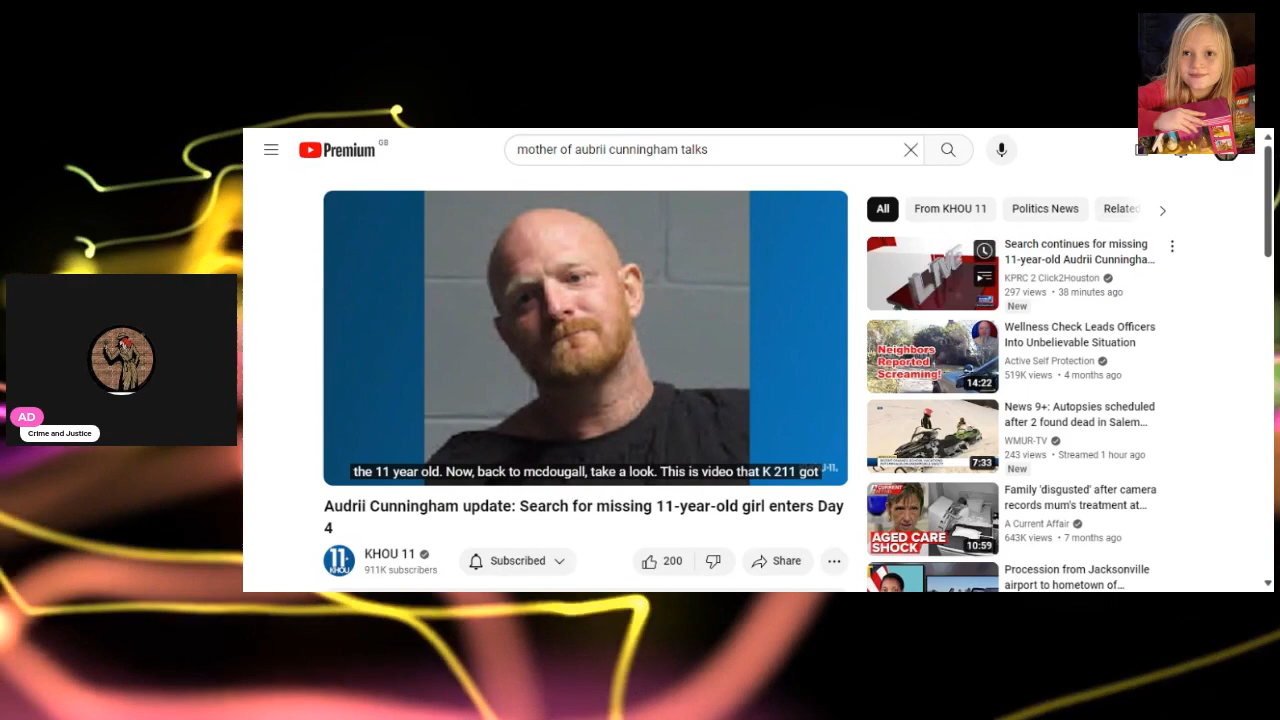 Premium GB
mother of aubrii cunningham talks
All
From KHOU 11
Politics News
Related
the 11 year old. Now, back to mcdougall, take a look. This is video that K 211 got
Audrii Cunningham update: Search for missing 11-year-old girl enters Day
4
KHOU 11
911K subscribers
Subscribed
200
Share
11
KHOU
Search continues for missing
11-year-old Audrii Cunningha...
KPRC 2 Click2Houston
297 views • 38 minutes ago
New
LIVE
Wellness Check Leads Officers
Into Unbelievable Situation
Active Self Protection
519K views • 4 months ago
Neighbors
Reported
Screaming!
14:22
News 9+: Autopsies scheduled
after 2 found dead in Salem...
WMUR-TV
243 views • Streamed 1 hour ago
New
7:33
Family 'disgusted' after camera
records mum's treatment at...
A Current Affair
643K views • 7 months ago
AGED CARE
SHOCK
10:59
Procession from Jacksonville
airport to hometown of...
AD
Crime and Justice